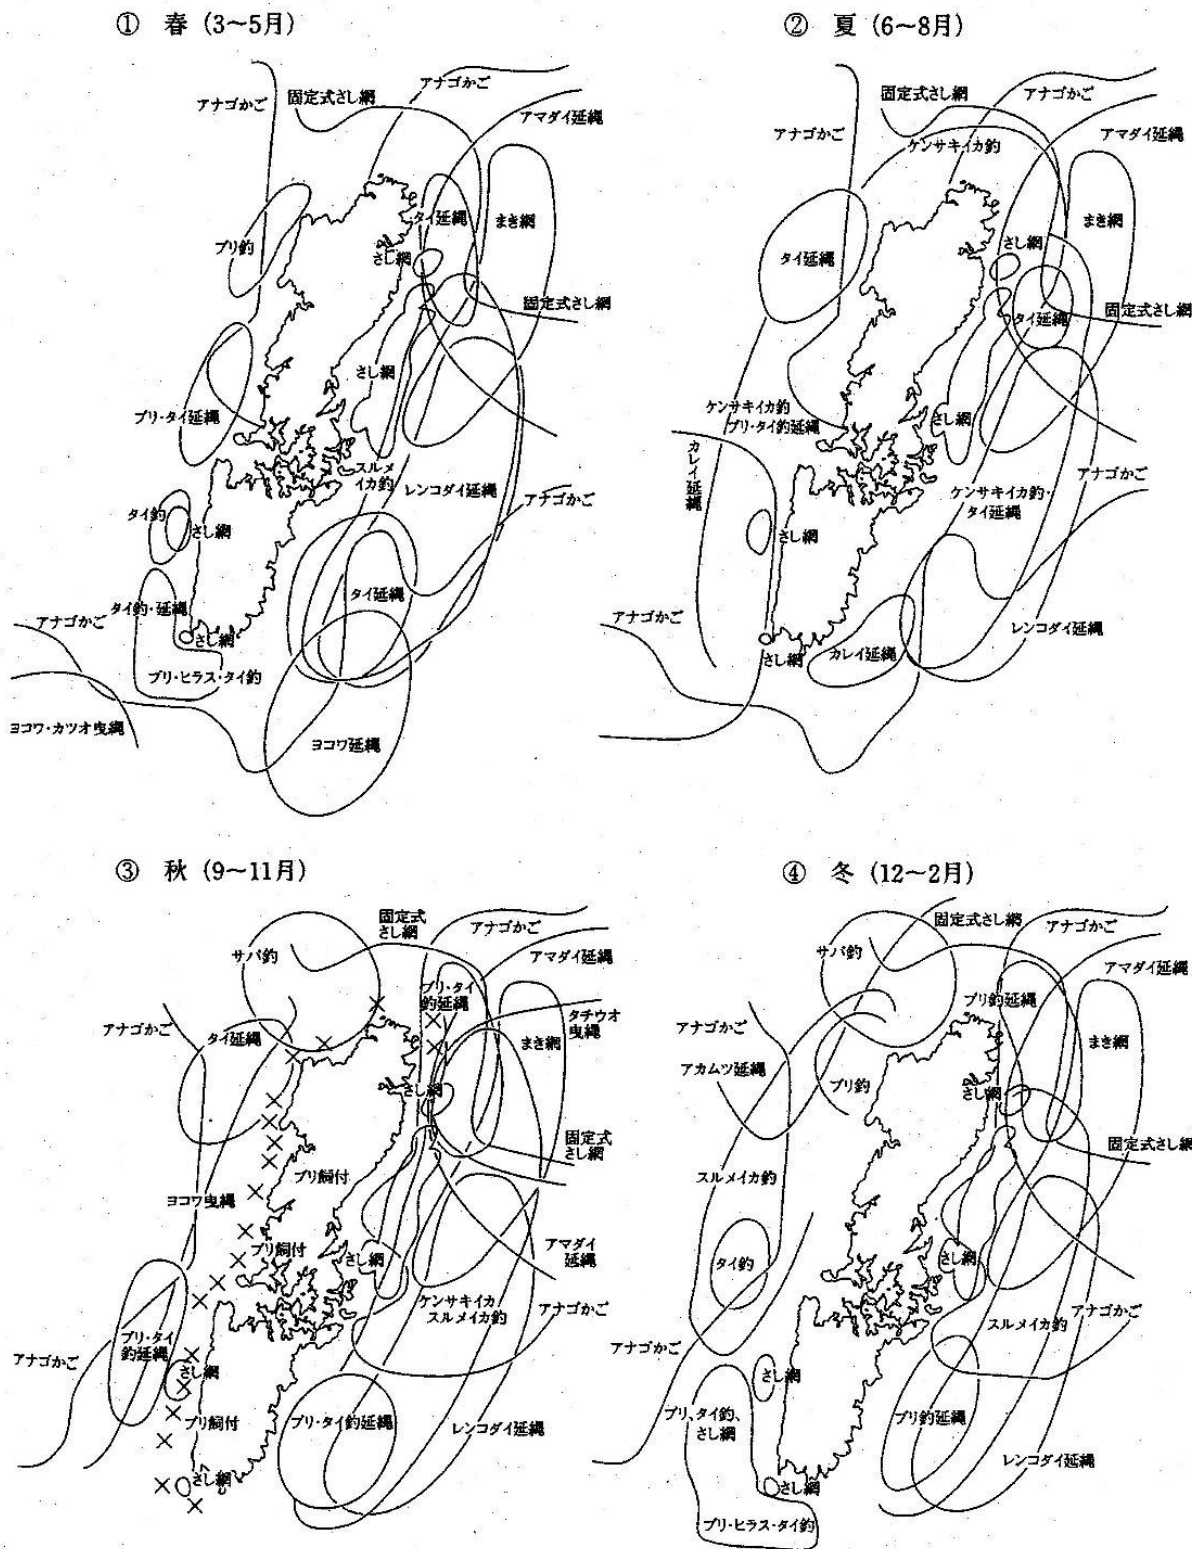 ① 春 (3～5月)
アナゴかご
固定式さし網
アナゴかご
アマダイ延縄
タイ延縄
まき網
ブリ釣
さし網
固定式さし網
さし網
ブリ・タイ延縄
スルメ
イカ釣
レンコダイ延縄
アナゴかご
タイ釣
さし網
タイ延縄
タイ釣・延縄
アナゴかご
さし網
ブリ・ヒラス・タイ釣
ヨコワ・カツオ曳縄
ヨコワ延縄
② 夏 (6～8月)
固定式さし網
アナゴかご
アナゴかご
アマダイ延縄
ケンサキイカ釣
まき網
さし網
タイ延縄
固定式さし網
タイ延縄
ケンサキイカ釣
ブリ・タイ釣延縄
さし網
カレイ延縄
アナゴかご
ケンサキイカ釣・
タイ延縄
さし網
アナゴかご
レンコダイ延縄
さし網
カレイ延縄
③ 秋 (9～11月)
固定式
さし網
アナゴかご
サバ釣
アマダイ延縄
ブリ・タイ
釣延縄
タチウオ
曳縄
アナゴかご
タイ延縄
まき網
さし網
固定式
さし網
ブリ飼付
ヨコワ曳縄
ブリ飼付
さし網
アマダイ
延縄
ケンサキイカ
スルメイカ釣
アナゴかご
ブリ・タイ
釣延縄
アナゴかご
さし網
ブリ飼付
ブリ・タイ釣延縄
レンコダイ延縄
さし網
④ 冬 (12～2月)
固定式さし網
アナゴかご
サバ釣
アマダイ延縄
ブリ釣延縄
アナゴかご
まき網
アカムツ延縄
ブリ釣
さし網
固定式さし網
スルメイカ釣
タイ釣
さし網
アナゴかご
スルメイカ釣
アナゴかご
さし網
ブリ、タイ釣、
さし網
ブリ釣延縄
レンコダイ延縄
さし網
ブリ・ヒラス・タイ釣